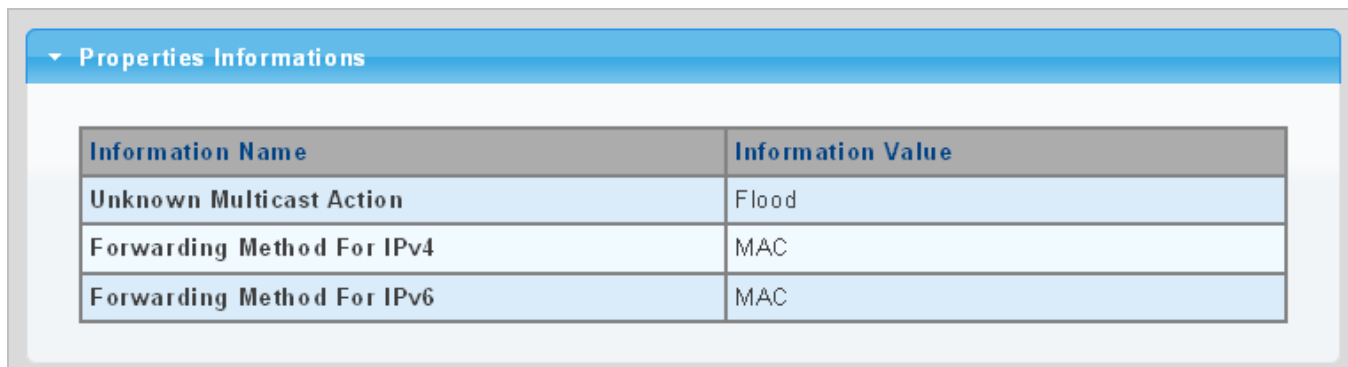 Properties Informations
Information Name Information Value
Unknown Multicast Action Flood
Forwarding Method For IPv4 MAC
Forwarding Method For IPv6 MAC